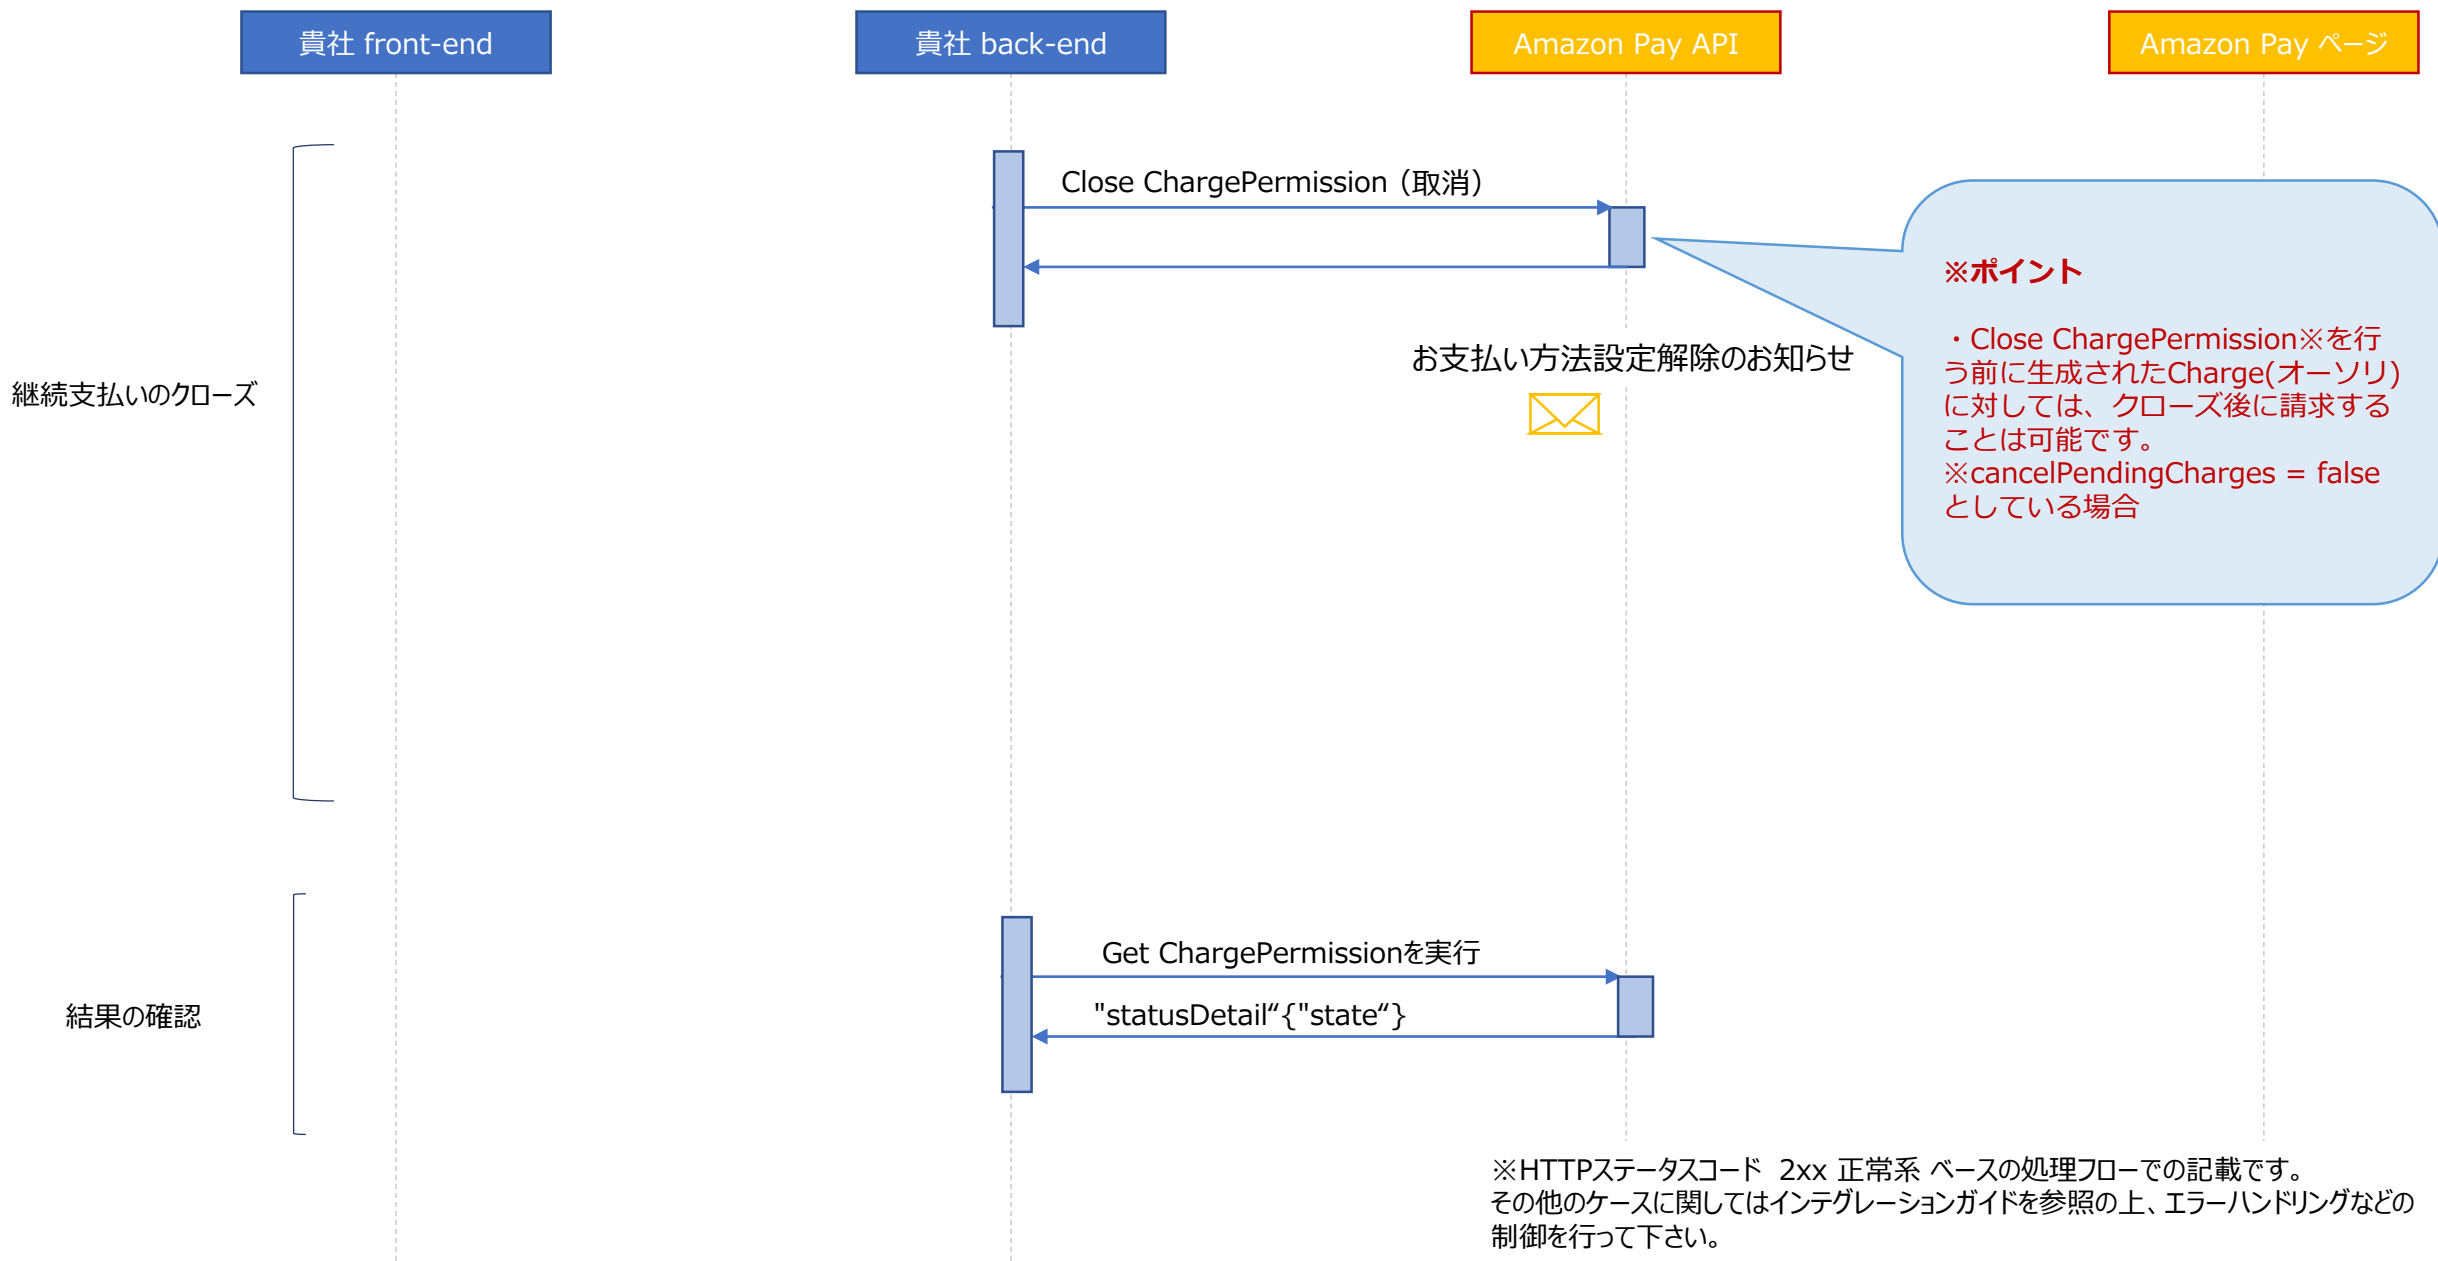 貴社 front-end
貴社 back-end
Amazon Pay API
Amazon Pay ページ
Close ChargePermission（取消）
※ポイント
・Close ChargePermission※を行
う前に生成されたCharge(オーソリ)
に対しては、クローズ後に請求する
ことは可能です。
※cancelPendingCharges = false
としている場合
お支払い方法設定解除のお知らせ
継続支払いのクローズ
Get ChargePermissionを実行
"statusDetail“{"state“}
結果の確認
※HTTPステータスコード 2xx 正常系 ベースの処理フローでの記載です。
その他のケースに関してはインテグレーションガイドを参照の上、エラーハンドリングなどの
制御を行って下さい。